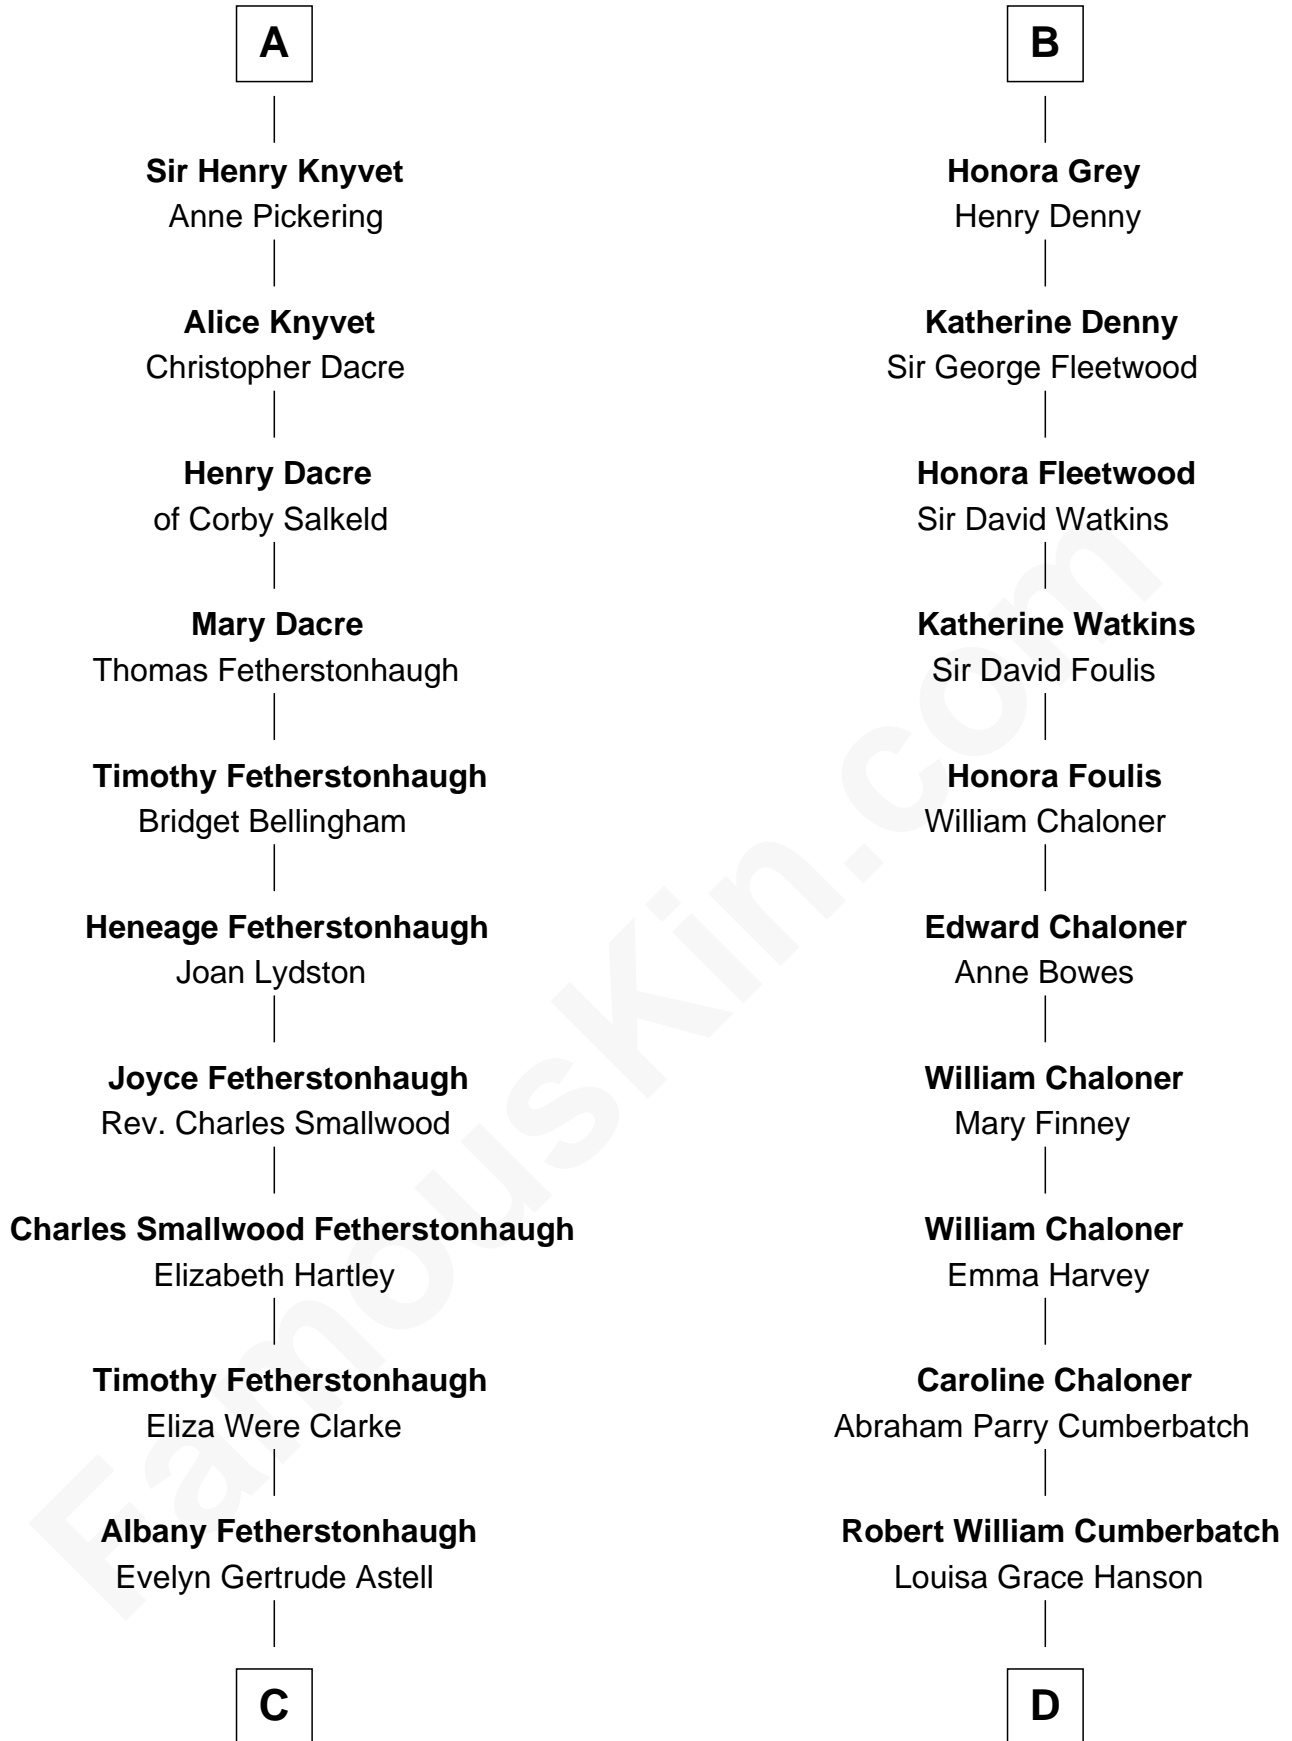 A
Sir Henry Knyvet
Anne Pickering
Alice Knyvet
Christopher Dacre
Henry Dacre
of Corby Salkeld
Mary Dacre
Thomas Fetherstonhaugh
Timothy Fetherstonhaugh
Bridget Bellingham
Heneage Fetherstonhaugh
Joan Lydston
Joyce Fetherstonhaugh
Rev. Charles Smallwood
Charles Smallwood Fetherstonhaugh
Elizabeth Hartley
Timothy Fetherstonhaugh
Eliza Were Clarke
Albany Fetherstonhaugh
Evelyn Gertrude Astell
C
B
Honora Grey
Henry Denny
Katherine Denny
Sir George Fleetwood
Honora Fleetwood
Sir David Watkins
Katherine Watkins
Sir David Foulis
Honora Foulis
William Chaloner
Edward Chaloner
Anne Bowes
William Chaloner
Mary Finney
William Chaloner
Emma Harvey
Caroline Chaloner
Abraham Parry Cumberbatch
Robert William Cumberbatch
Louisa Grace Hanson
D
FamousKin.com